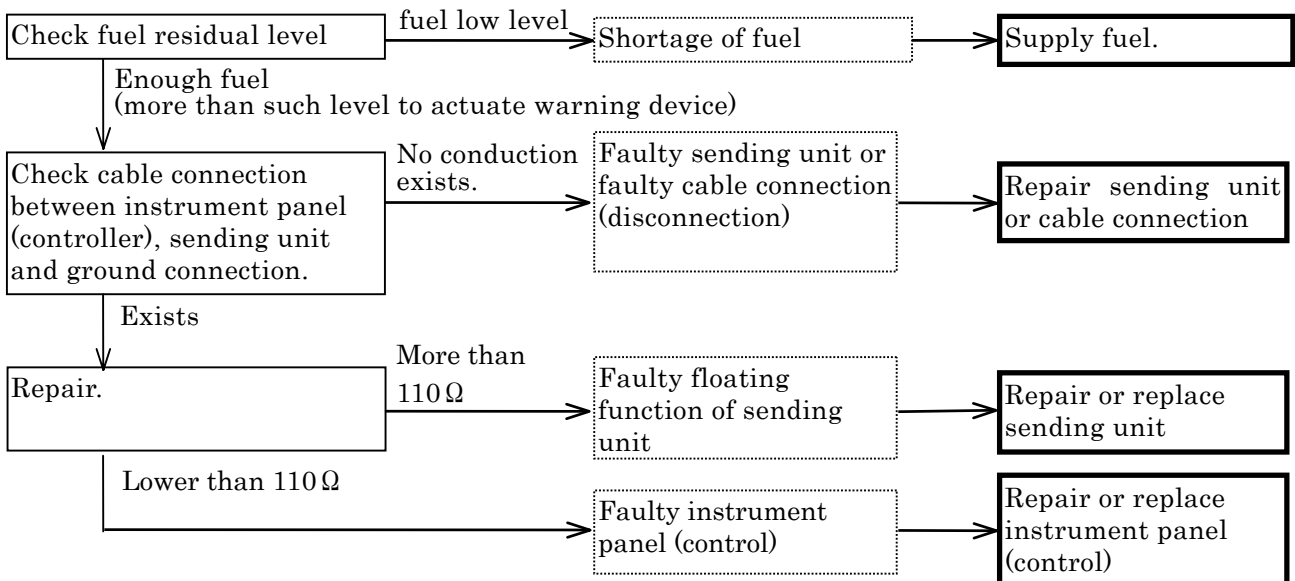 Check fuel residual level
fuel low level
Shortage of fuel
Supply fuel.
Enough fuel
(more than such level to actuate warning device)
Check cable connection
between instrument panel
(controller), sending unit
and ground connection.
No conduction
exists.
Faulty sending unit or
faulty cable connection
(disconnection)
Repair sending unit
or cable connection
Exists
Repair.
More than
110Ω
Faulty floating
function of sending
unit
Repair or replace
sending unit
Lower than 110Ω
Faulty instrument
panel (control)
Repair or replace
instrument panel
(control)